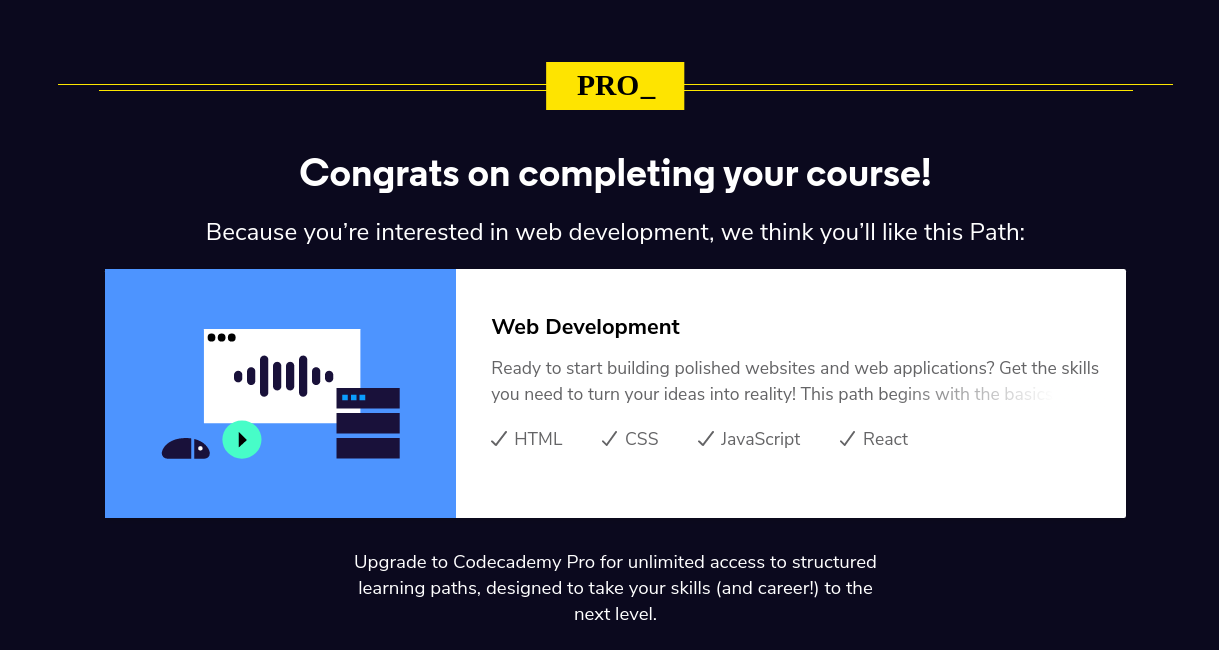 PRO_
Congrats on completing your course!
Because you’re interested in web development, we think you’ll like this Path:
Web Development
Ready to start building polished websites and web applications? Get the skills
you need to turn your ideas into reality! This path begins with the basics
HTML CSS JavaScript React
Upgrade to Codecademy Pro for unlimited access to structured
learning paths, designed to take your skills (and career!) to the
next level.